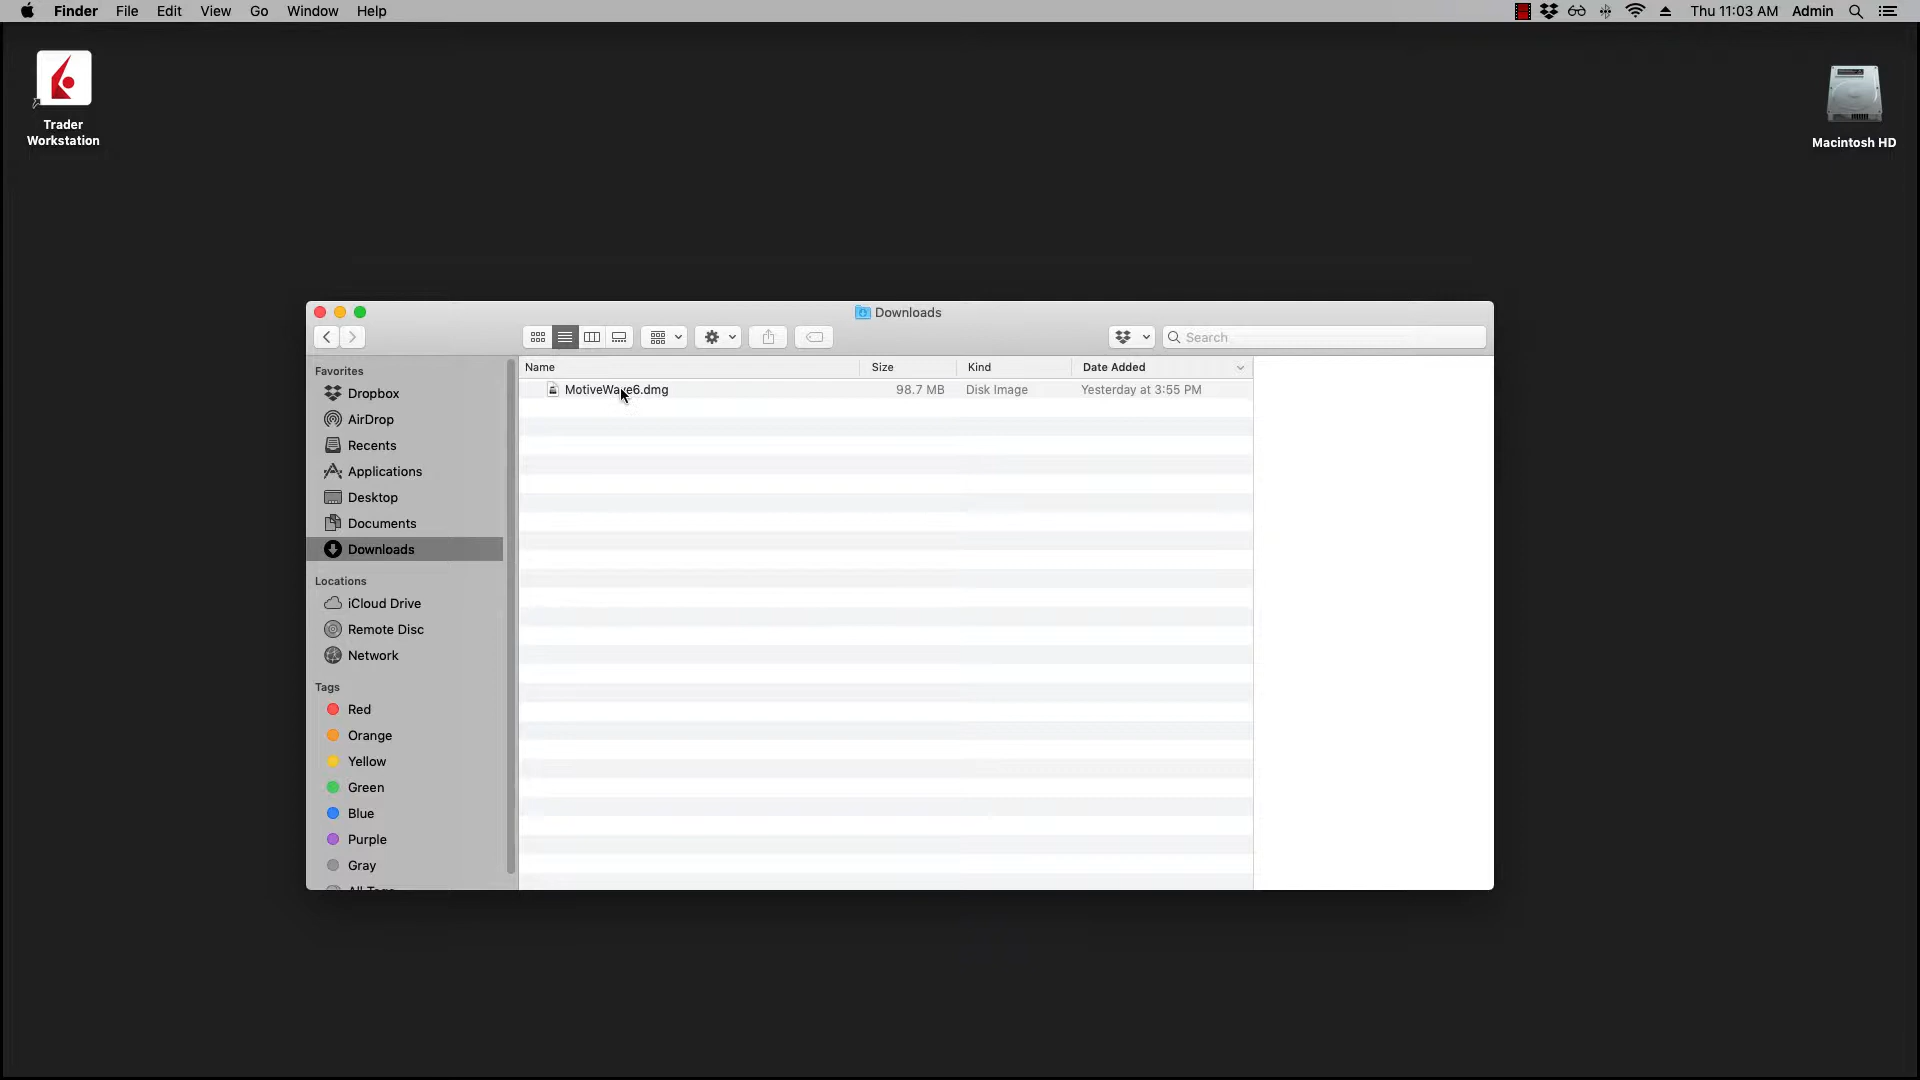 Finder File Edit View Go Window Help Thu 11:03 AM Admin
Trader
Workstation
Macintosh HD
Downloads
Search
Favorites
Dropbox
AirDrop
Recents
Applications
Desktop
Documents
Downloads
Locations
iCloud Drive
Remote Disc
Network
Tags
Red
Orange
Yellow
Green
Blue
Purple
Gray
Name Size Kind Date Added
MotiveWave6.dmg 98.7 MB Disk Image Yesterday at 3:55 PM